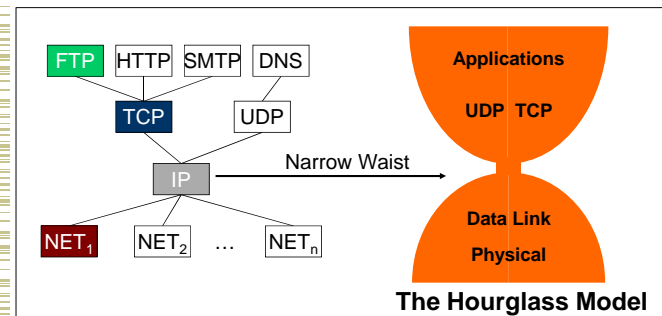 FTP HTTP SMTP DNS
Applications
TCP UDP
UDP TCP
Narrow Waist
IP
NET1 NET2 … NETn
Data Link
Physical
The Hourglass Model